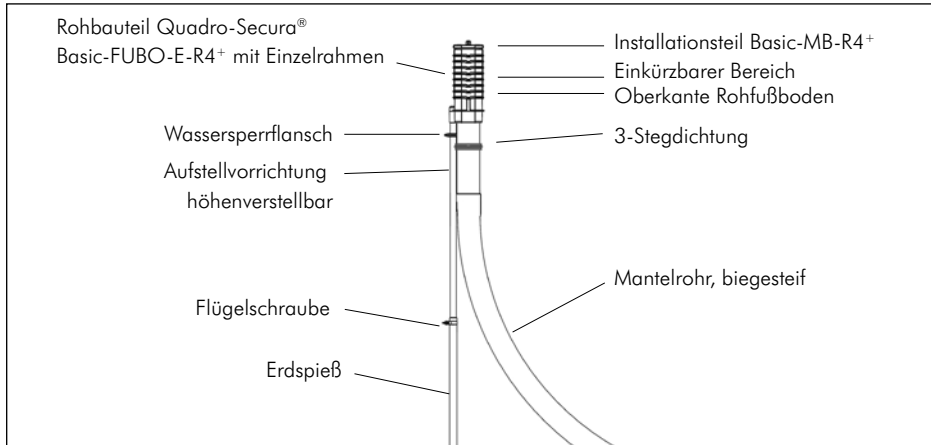 Rohbauteil Quadro-Secura®
Basic-FUBO-E-R4⁺ mit Einzelrahmen
Wassersperrflansch
Aufstellvorrichtung
höhenverstellbar
Flügelschraube
Erdspieß
Installationsteil Basic-MB-R4⁺
Einkürzbarer Bereich
Oberkante Rohfußboden
3-Stegdichtung
Mantelrohr, biegesteif